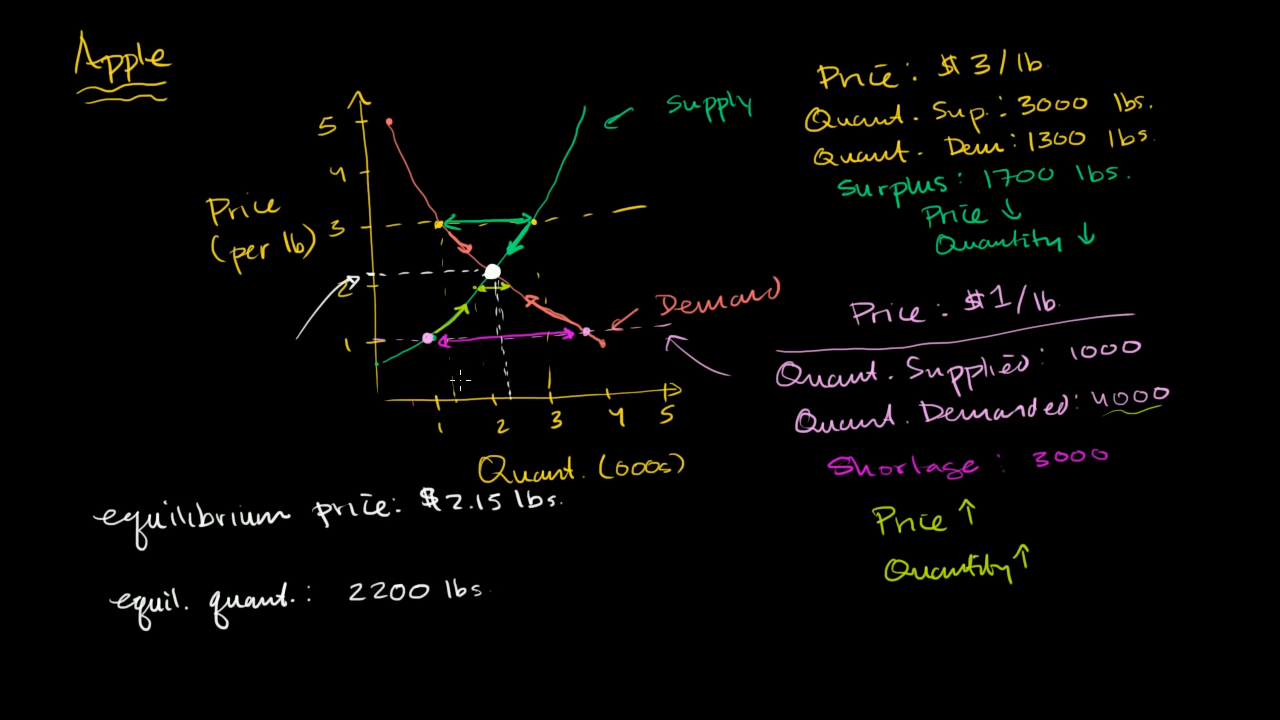 Apple
Supply
5
4
3
2
1
Price
(per lb)
Demand
1 2 3 4 5
Quant. (000s)
equilibrium price: $2.15 lbs.
equil. quant.: 2200 lbs.
Price: $3/lb.
Quant. Sup.: 3000 lbs.
Quant. Dem: 1300 lbs.
Surplus: 1700 lbs.
Price ↓
Quantity ↓
Price: $1/lb.
Quant. Supplied: 1000
Quant. Demanded: 4000
Shortage: 3000
Price ↑
Quantity ↑